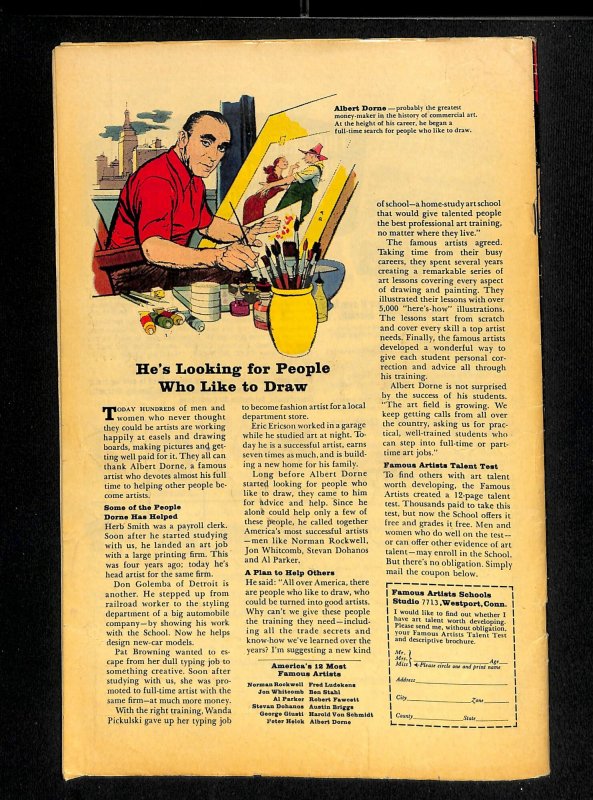 Albert Dorne — probably the greatest
money-maker in the history of commercial art.
At the height of his career, he began a
full-time search for people who like to draw.
He's Looking for People
Who Like to Draw
TODAY HUNDREDS of men and
women who never thought
they could be artists are working
happily at easels and drawing
boards, making pictures and get-
ting well paid for it. They all can
thank Albert Dorne, a famous
artist who devotes almost his full
time to helping other people be-
come artists.
Some of the People
Dorne Has Helped
Herb Smith was a payroll clerk.
Soon after he started studying
with us, he landed an art job
with a large printing firm. This
was four years ago; today he's
head artist for the same firm.
Don Golemba of Detroit is
another. He stepped up from
railroad worker to the styling
department of a big automobile
company—by showing his work
with the School. Now he helps
design new-car models.
Pat Browning wanted to es-
cape from her dull typing job to
something creative. Soon after
studying with us, she was pro-
moted to full-time artist with the
same firm—at much more money.
With the right training, Wanda
Pickulski gave up her typing job
to become fashion artist for a local
department store.
Eric Ericson worked in a garage
while he studied art at night. To-
day he is a successful artist, earns
seven times as much, and is build-
ing a new home for his family.
Long before Albert Dorne
started looking for people who
like to draw, they came to him
for advice and help. Since he
alone could help only a few of
these people, he called together
America's most successful artists
—men like Norman Rockwell,
Jon Whitcomb, Stevan Dohanos
and Al Parker.
A Plan to Help Others
He said: "All over America, there
are people who like to draw, who
could be turned into good artists.
Why can't we give these people
the training they need—includ-
ing all the trade secrets and
know-how we've learned over the
years? I'm suggesting a new kind
America's 12 Most
Famous Artists
Norman Rockwell Fred Ludekens
Jon Whitcomb Ben Stahl
Al Parker Robert Fawcett
Stevan Dohanos Austin Briggs
George Giusti Harold Von Schmidt
Peter Helck Albert Dorne
of school—a home-study art school
that would give talented people
the best professional art training,
no matter where they live."
The famous artists agreed.
Taking time from their busy
careers, they spent several years
creating a remarkable series of
art lessons covering every aspect
of drawing and painting. They
illustrated their lessons with over
5,000 "here's-how" illustrations.
The lessons start from scratch
and cover every skill a top artist
needs. Finally, the famous artists
developed a wonderful way to
give each student personal cor-
rection and advice all through
his training.
Albert Dorne is not surprised
by the success of his students.
"The art field is growing. We
keep getting calls from all over
the country, asking us for prac-
tical, well-trained students who
can step into full-time or part-
time art jobs."
Famous Artists Talent Test
To find others with art talent
worth developing, the Famous
Artists created a 12-page talent
test. Thousands paid to take this
test, but now the School offers it
free and grades it free. Men and
women who do well on the test—
or can offer other evidence of art
talent—may enroll in the School.
But there's no obligation. Simply
mail the coupon below.
Famous Artists Schools
Studio 7713, Westport, Conn.
I would like to find out whether I
have art talent worth developing.
Please send me, without obligation,
your Famous Artists Talent Test
and descriptive brochure.
Mr.
Mrs. Age
Miss Please circle one and print name
Address
City Zone
County State